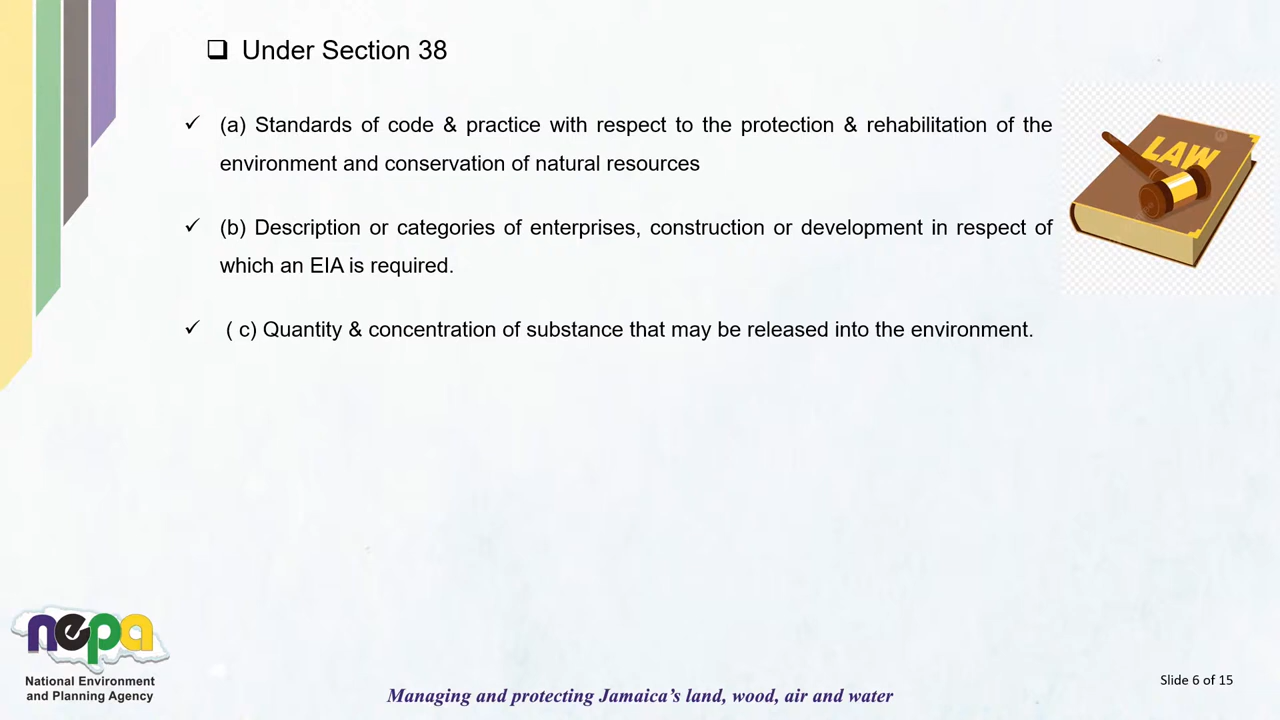 Under Section 38
(a) Standards of code & practice with respect to the protection & rehabilitation of the
environment and conservation of natural resources
LAW
(b) Description or categories of enterprises, construction or development in respect of
which an EIA is required.
( c) Quantity & concentration of substance that may be released into the environment.
nepa
National Environment
and Planning Agency
Managing and protecting Jamaica's land, wood, air and water
Slide 6 of 15